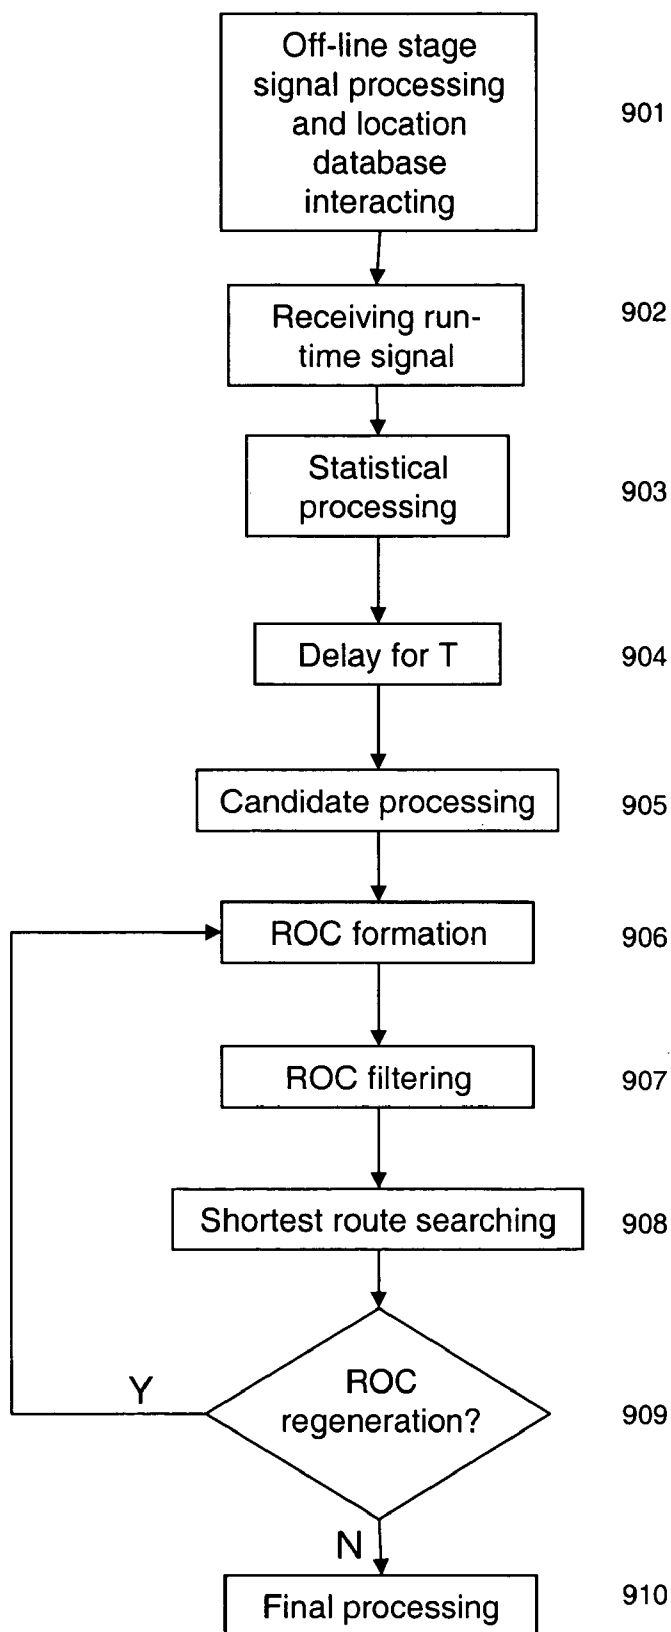 Off-line stage
signal processing
and location
database
interacting
901
Receiving run-
time signal
902
Statistical
processing
903
Delay for T
904
Candidate processing
905
ROC formation
906
ROC filtering
907
Shortest route searching
908
ROC
regeneration?
909
Y
N
Final processing
910